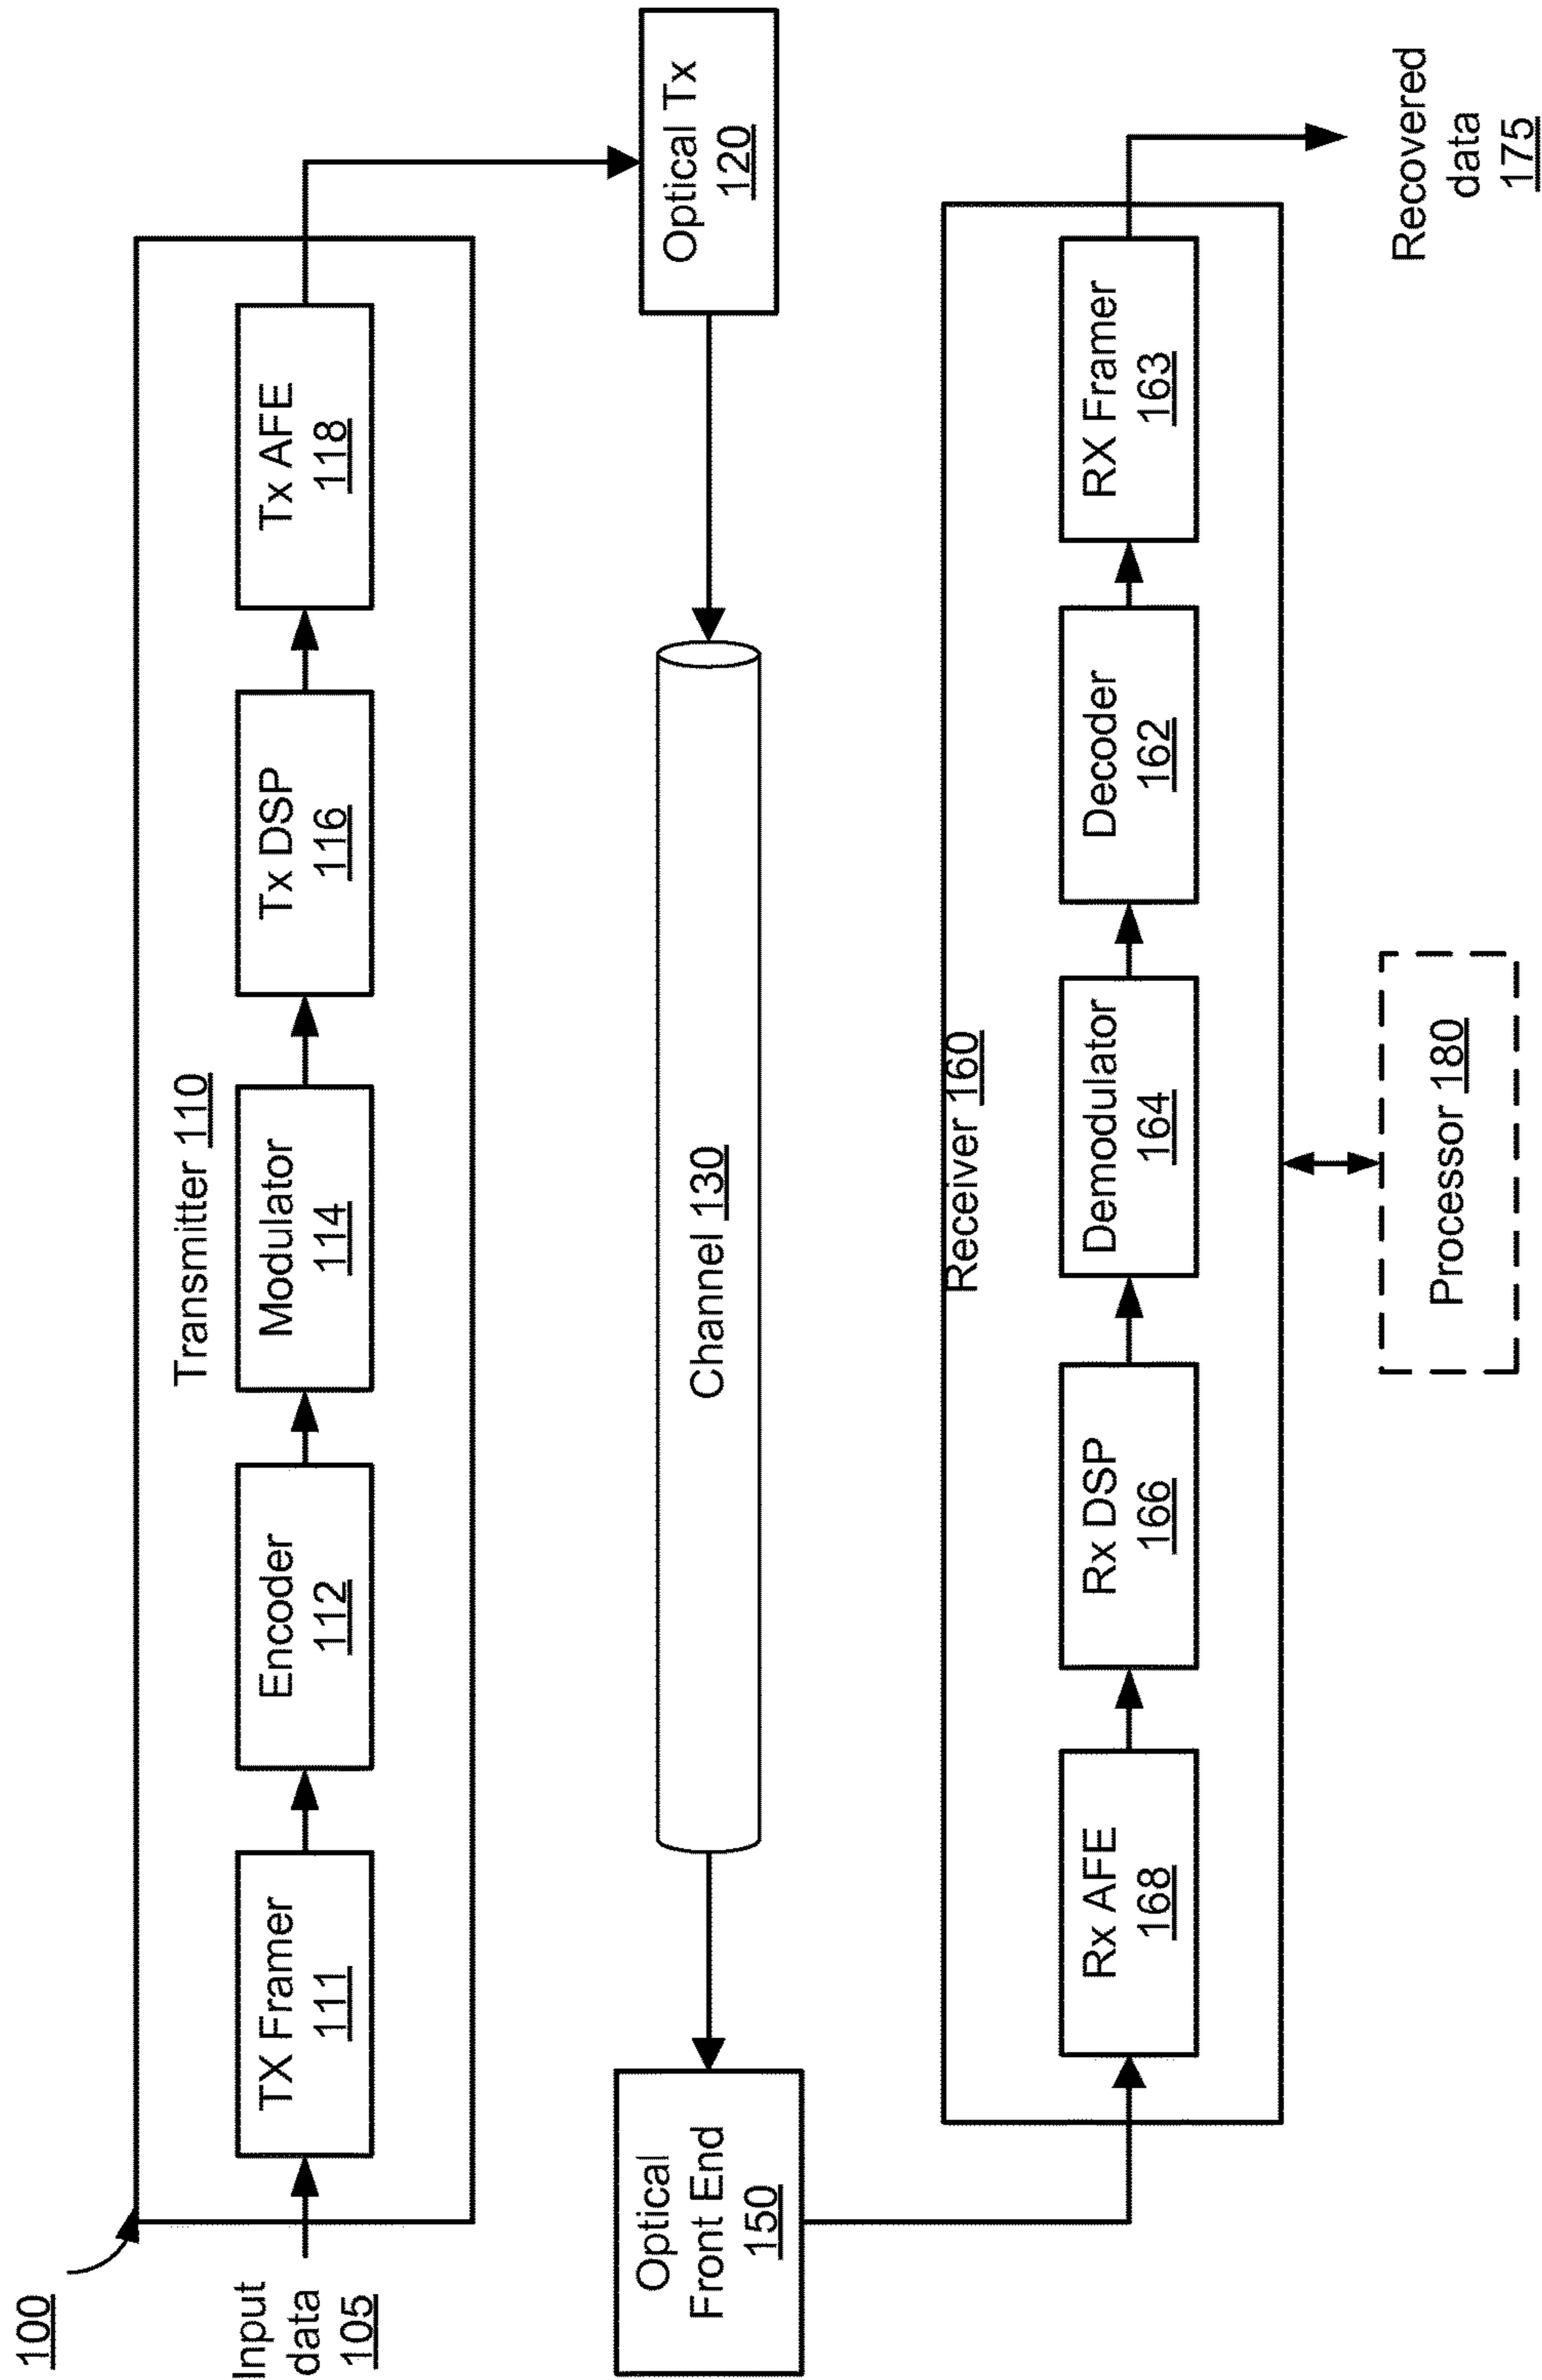 100
Input
data
105
Transmitter 110
TX Framer
111
Encoder
112
Modulator
114
Tx DSP
116
Tx AFE
118
Optical Tx
120
Channel 130
Optical
Front End
150
Receiver 160
Rx AFE
168
Rx DSP
166
Demodulator
164
Decoder
162
RX Framer
163
Recovered
data
175
Processor 180